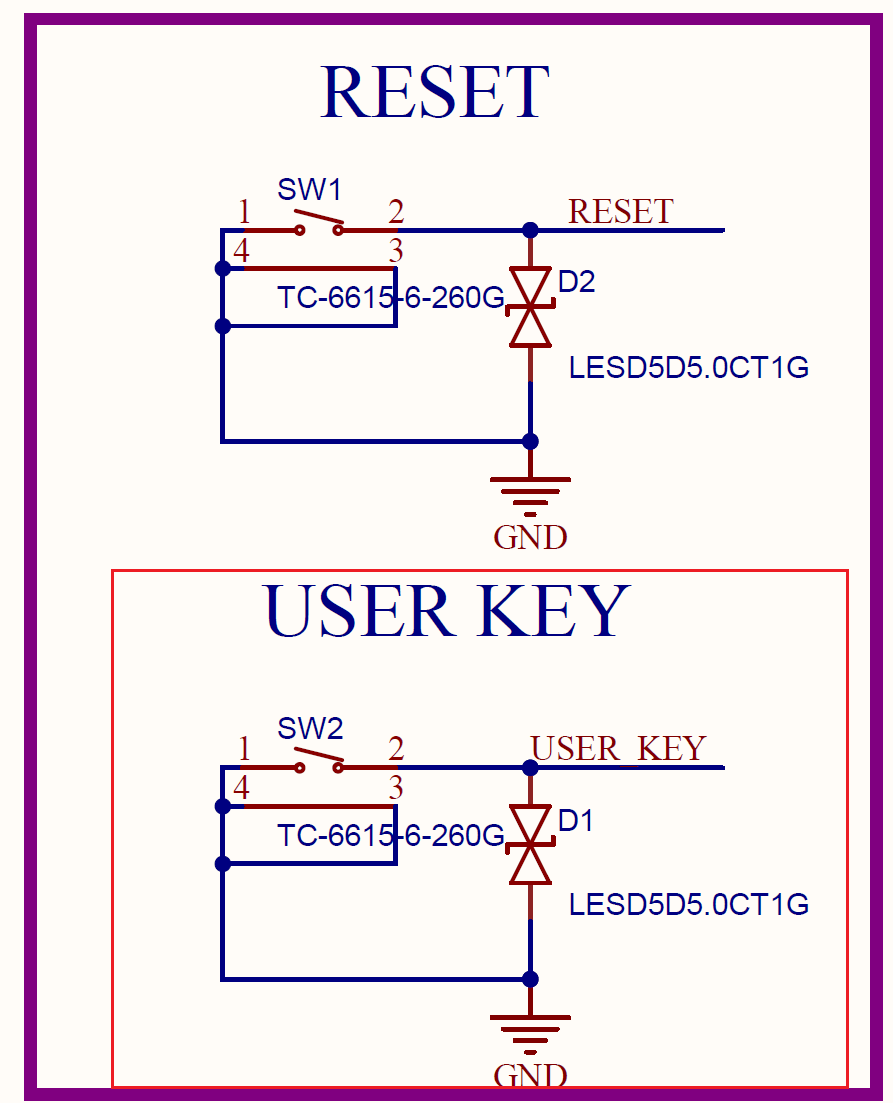 RESET
SW1
1 2 RESET
4 3
TC-6615-6-260G D2
LESD5D5.0CT1G
GND
USER KEY
SW2
1 2 USER_KEY
4 3
TC-6615-6-260G D1
LESD5D5.0CT1G
GND